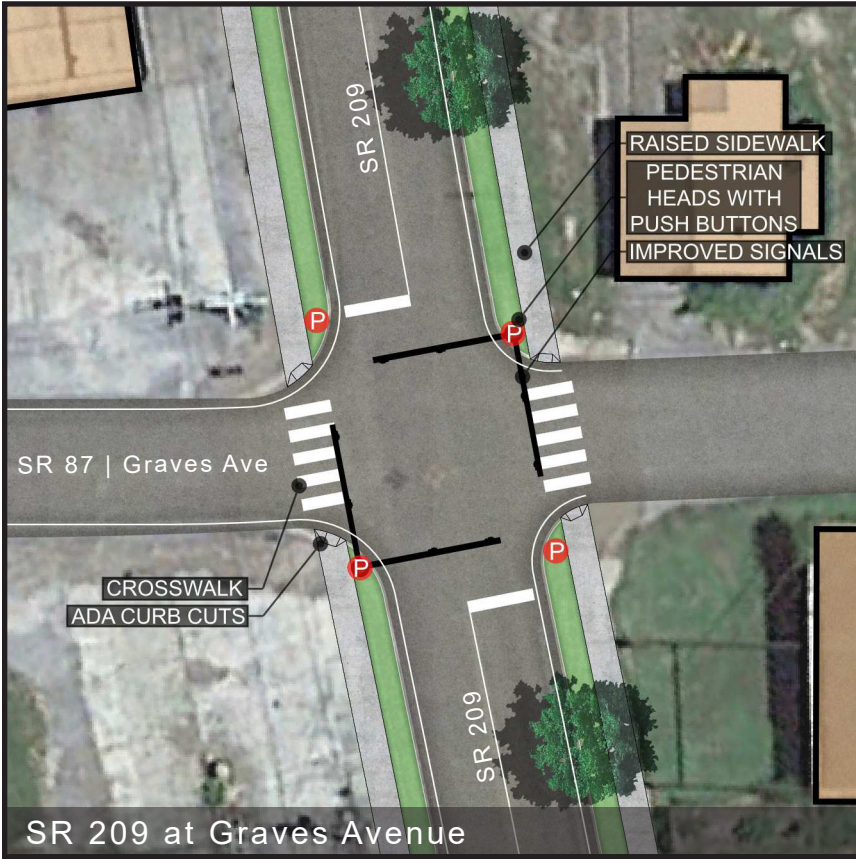 SR 209
RAISED SIDEWALK
PEDESTRIAN
HEADS WITH
PUSH BUTTONS
IMPROVED SIGNALS
P
P
SR 87 | Graves Ave
CROSSWALK
ADA CURB CUTS
P
P
SR 209
SR 209 at Graves Avenue